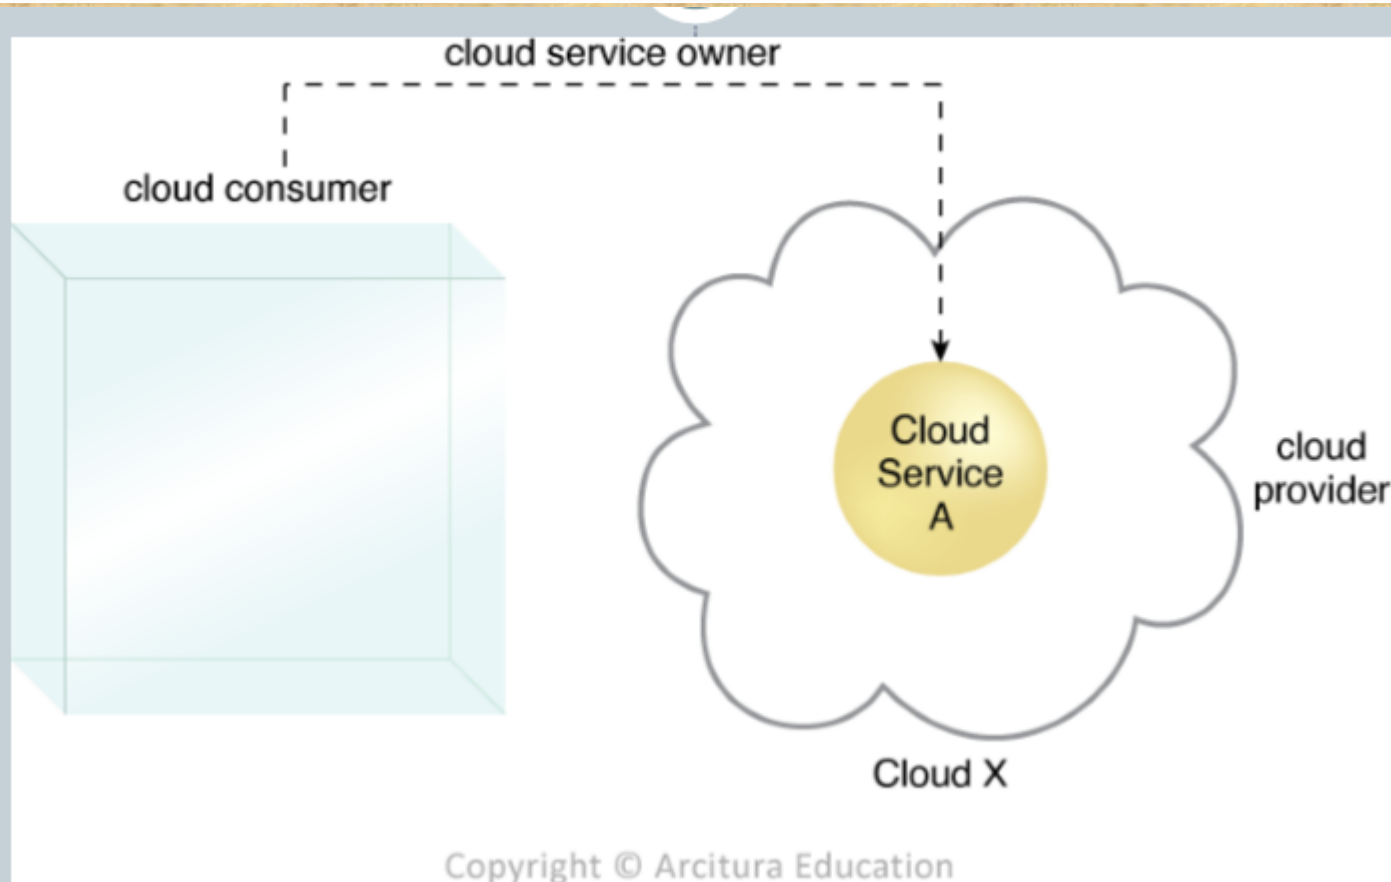 cloud service owner
cloud consumer
Cloud
Service
A
cloud
provider
Cloud X
Copyright © Arcitura Education